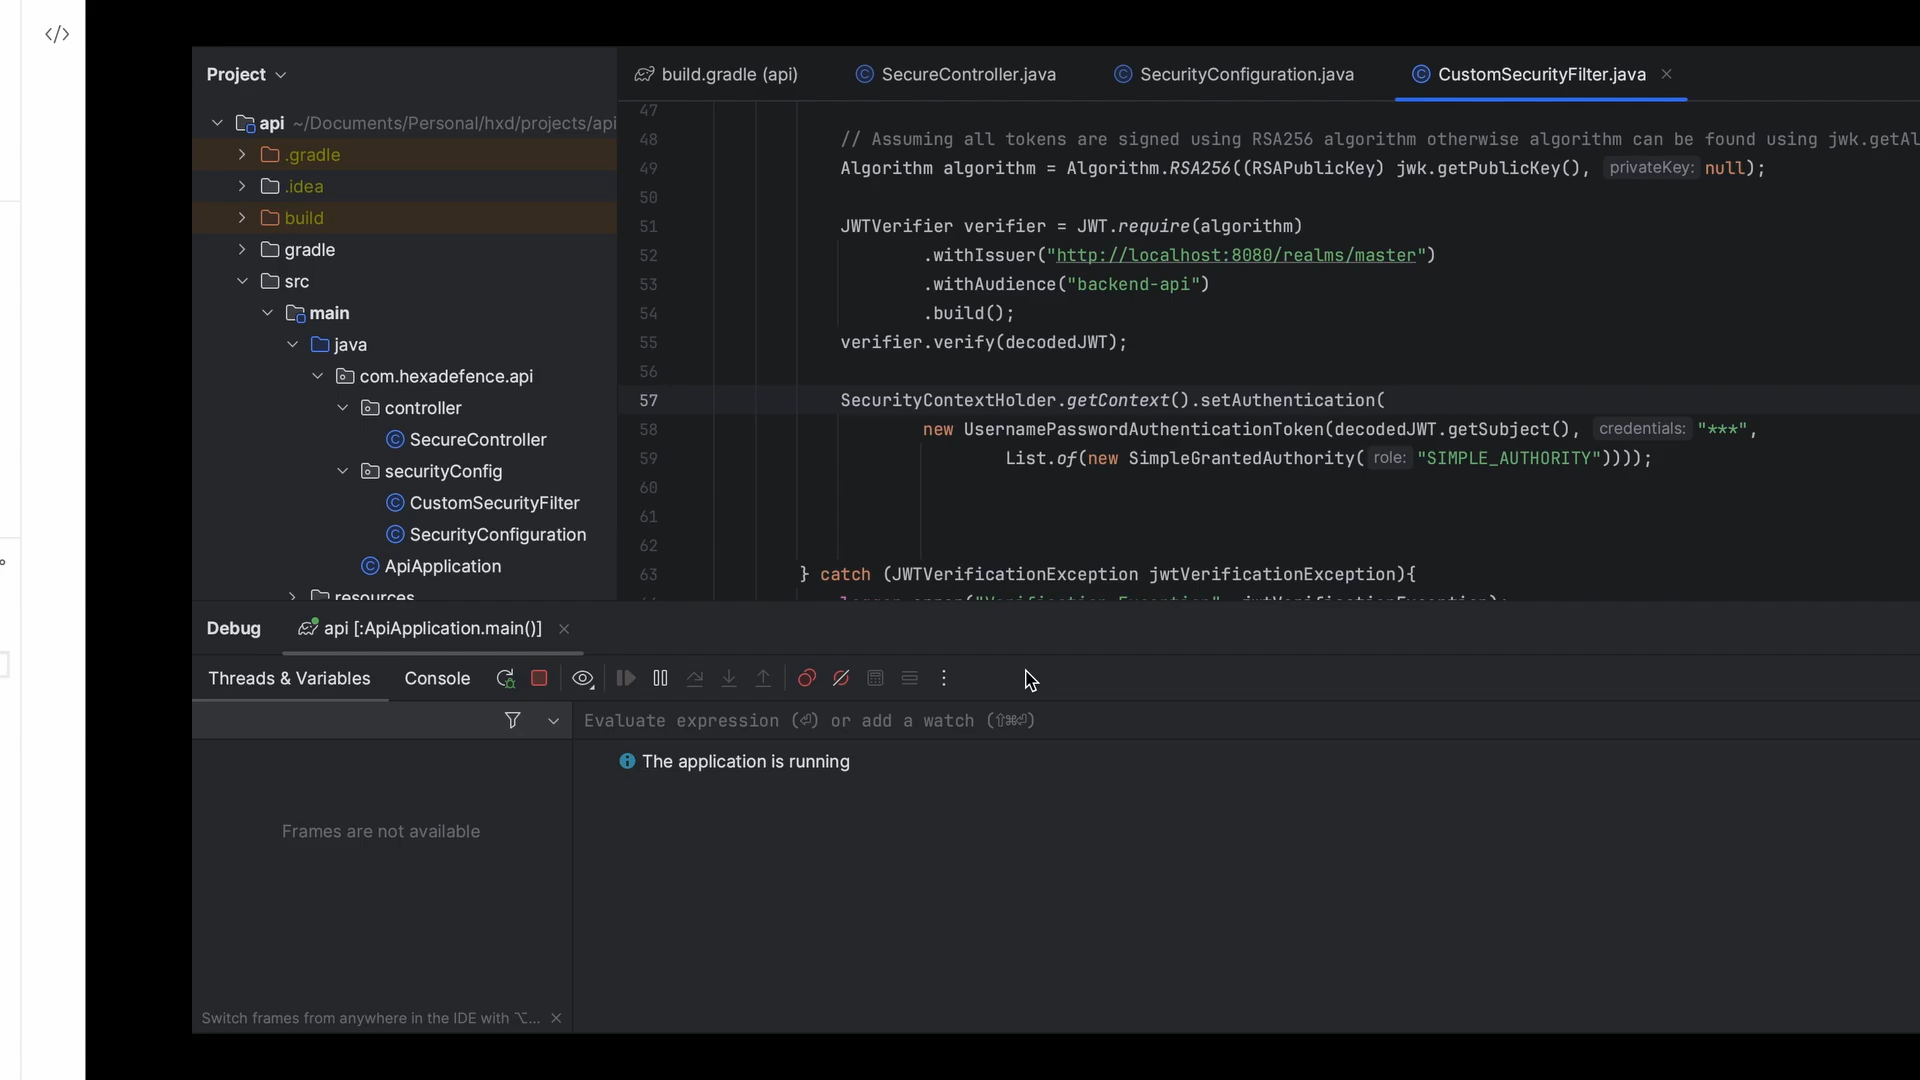 </>
Project
build.gradle (api)
SecureController.java
SecurityConfiguration.java
CustomSecurityFilter.java
api ~/Documents/Personal/hxd/projects/api
.gradle
.idea
build
gradle
src
main
java
com.hexadefence.api
controller
SecureController
securityConfig
CustomSecurityFilter
SecurityConfiguration
ApiApplication
resources
47
48 // Assuming all tokens are signed using RSA256 algorithm otherwise algorithm can be found using jwk.getAl
49 Algorithm algorithm = Algorithm.RSA256((RSAPublicKey) jwk.getPublicKey(), privateKey: null);
50
51 JWTVerifier verifier = JWT.require(algorithm)
52 .withIssuer("http://localhost:8080/realms/master")
53 .withAudience("backend-api")
54 .build();
55 verifier.verify(decodedJWT);
56
57 SecurityContextHolder.getContext().setAuthentication(
58 new UsernamePasswordAuthenticationToken(decodedJWT.getSubject(), credentials: "***",
59 List.of(new SimpleGrantedAuthority( role: "SIMPLE_AUTHORITY"))));
60
61
62
63 } catch (JWTVerificationException jwtVerificationException){
Debug
api [:ApiApplication.main()]
Threads & Variables
Console
Evaluate expression (⏎) or add a watch (⇧⌘⏎)
The application is running
Frames are not available
Switch frames from anywhere in the IDE with ⌥...